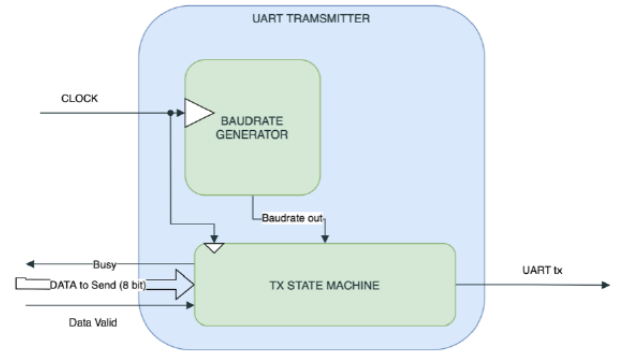 UART TRAMSMITTER
CLOCK
BAUDRATE
GENERATOR
Baudrate out
Busy
DATA to Send (8 bit)
TX STATE MACHINE
UART tx
Data Valid